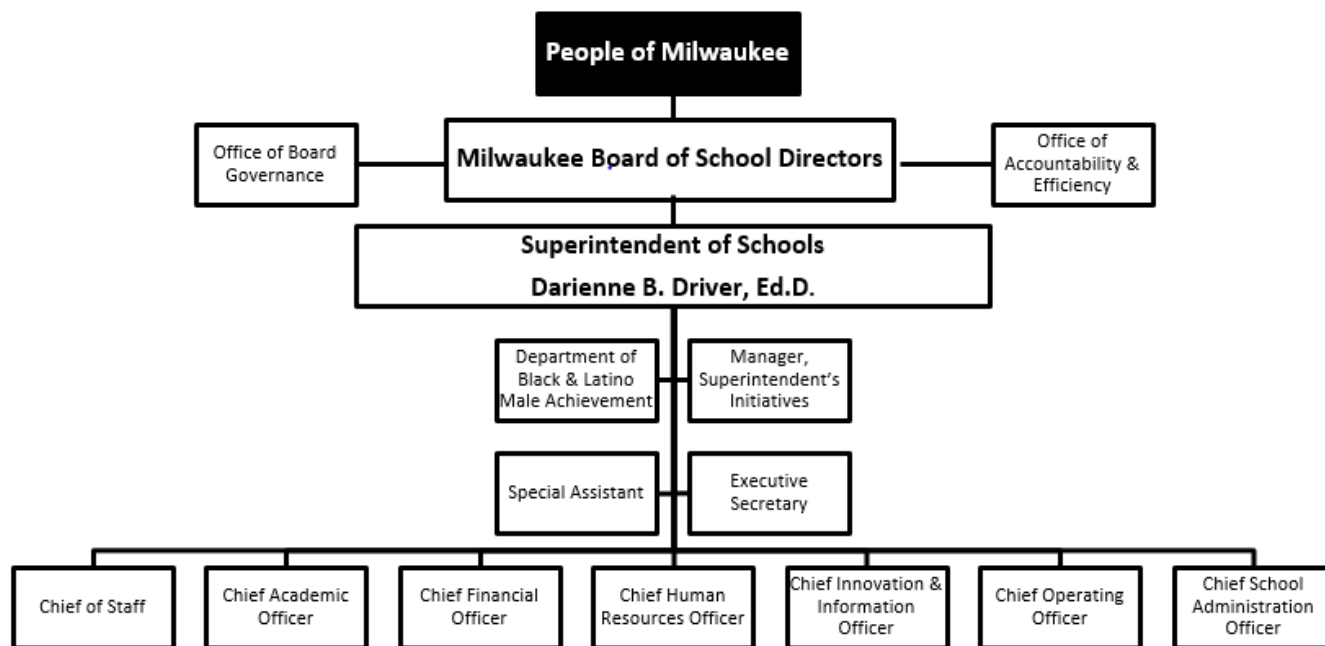 People of Milwaukee
Office of Board
Governance
Milwaukee Board of School Directors
Office of
Accountability &
Efficiency
Superintendent of Schools
Darienne B. Driver, Ed.D.
Department of
Black & Latino
Male Achievement
Manager,
Superintendent's
Initiatives
Special Assistant
Executive
Secretary
Chief of Staff
Chief Academic
Officer
Chief Financial
Officer
Chief Human
Resources Officer
Chief Innovation &
Information
Officer
Chief Operating
Officer
Chief School
Administration
Officer